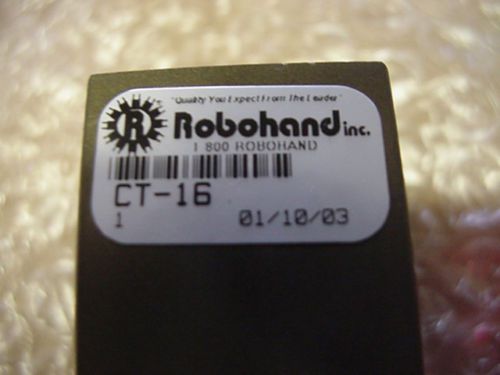 "Quality You Expect From The Leader"
R Robohand inc.
1 800 ROBOHAND
CT-16
1 01/10/03